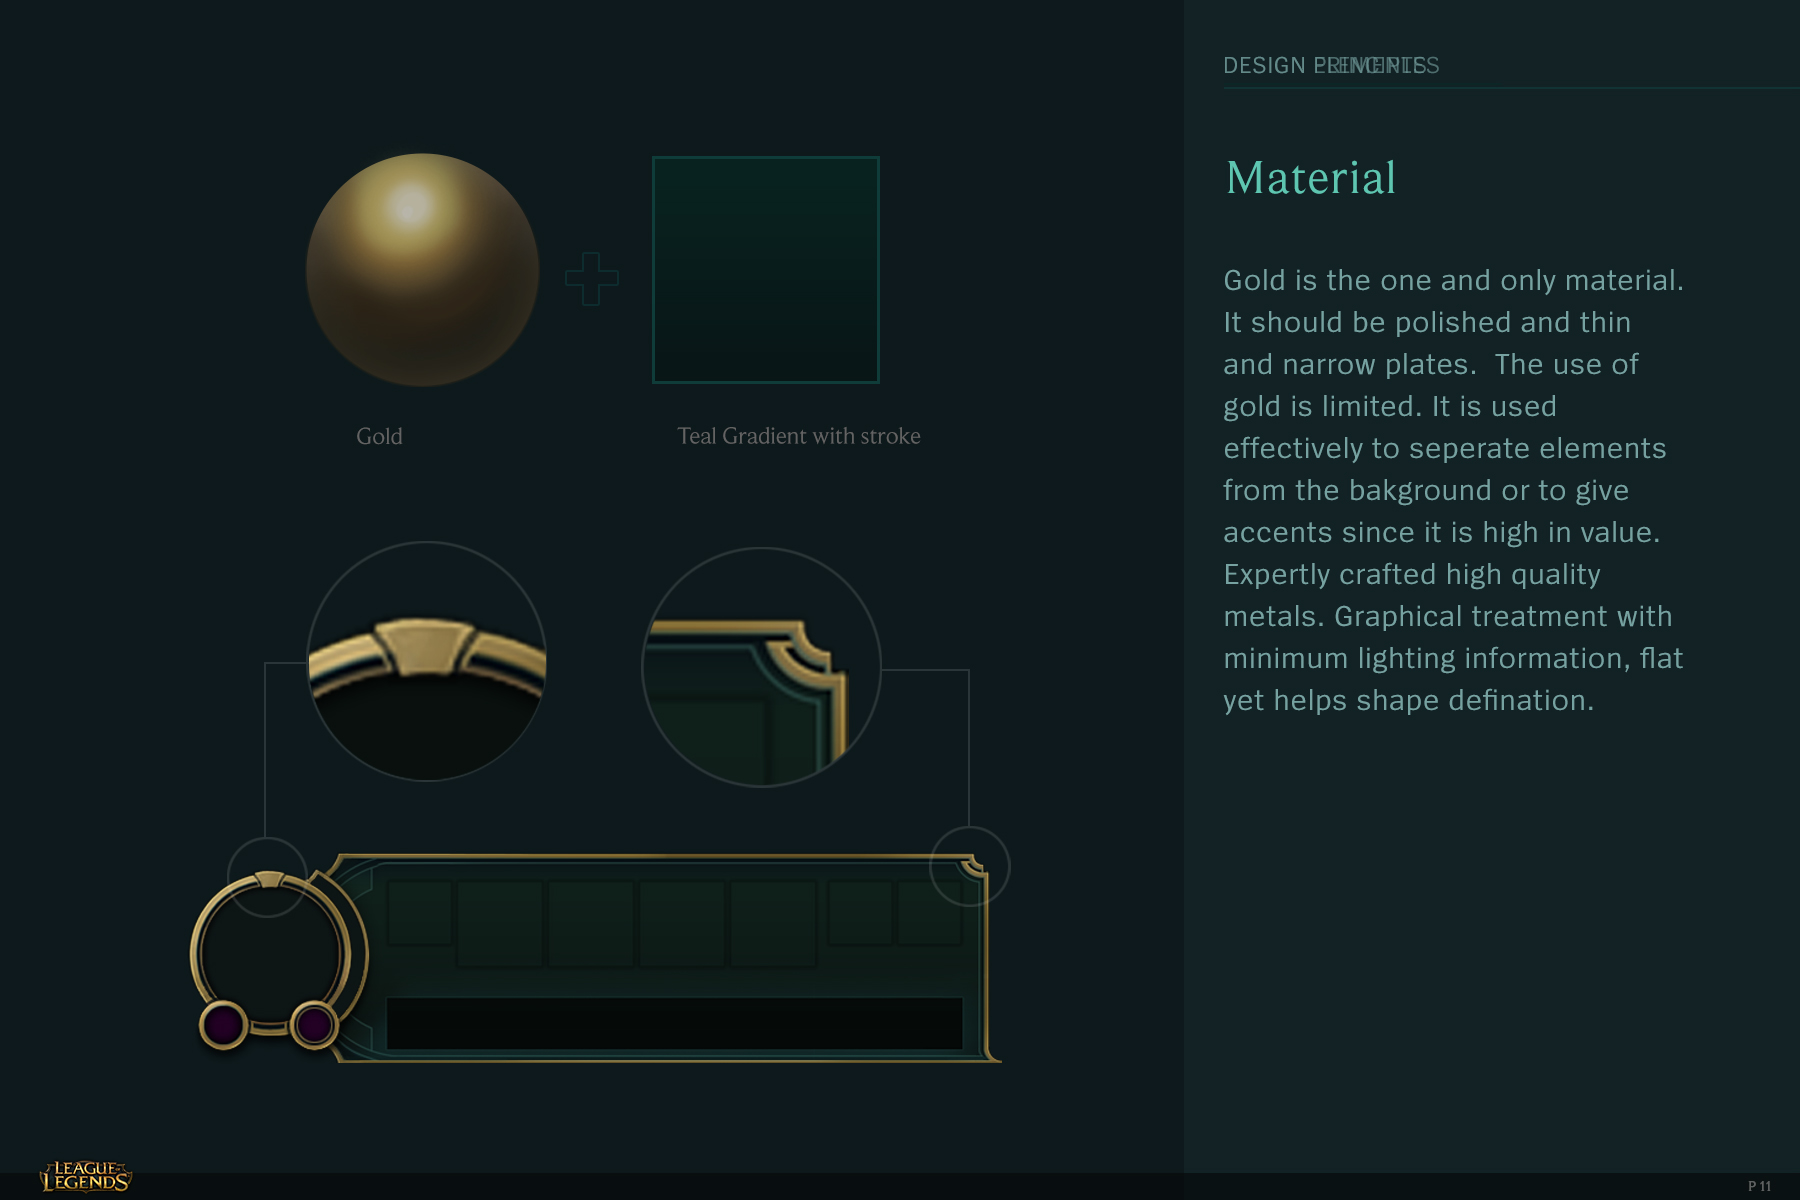 DESIGN
Material
Gold is the one and only material.
It should be polished and thin
and narrow plates.  The use of
gold is limited. It is used
effectively to seperate elements
from the bakground or to give
accents since it is high in value.
Expertly crafted high quality
metals. Graphical treatment with
minimum lighting information, flat
yet helps shape defination.
Gold
Teal Gradient with stroke
LEAGUE OF
LEGENDS
P 11